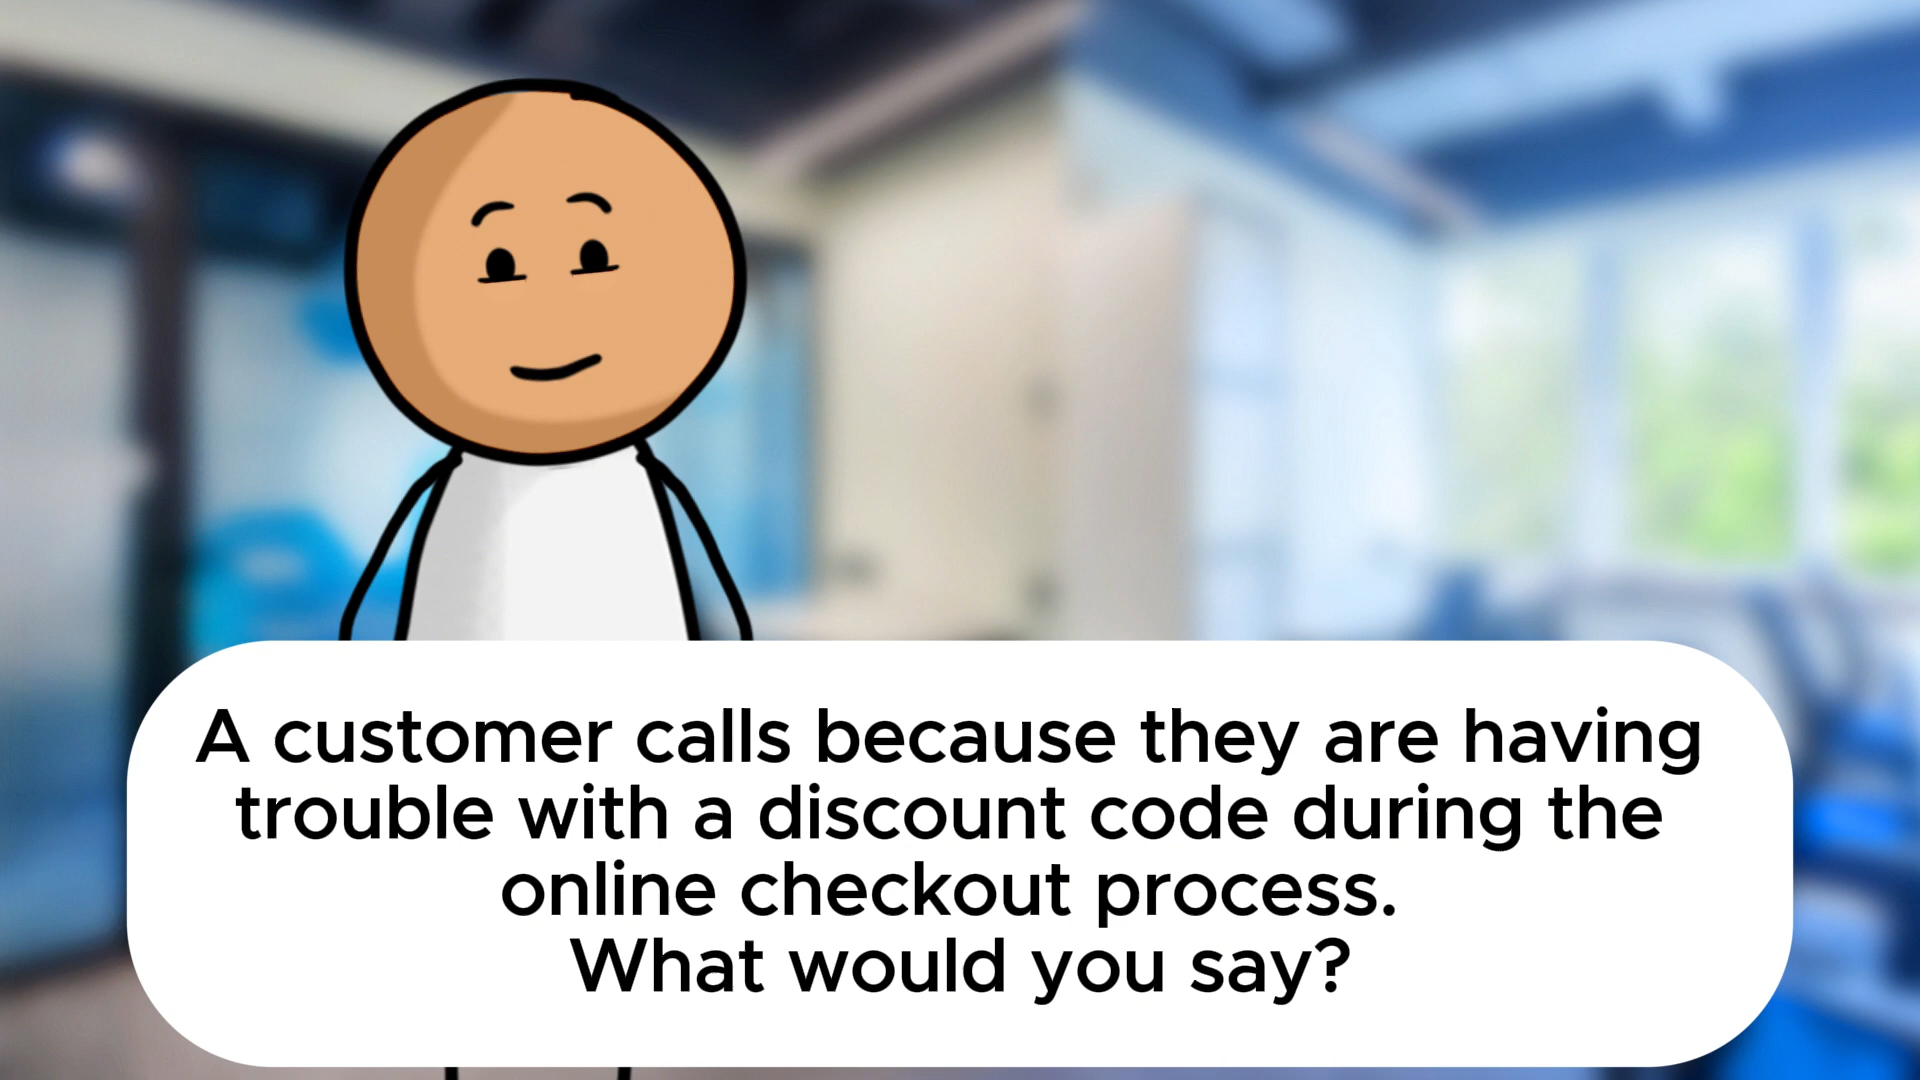 A customer calls because they are having
trouble with a discount code during the
online checkout process.
What would you say?